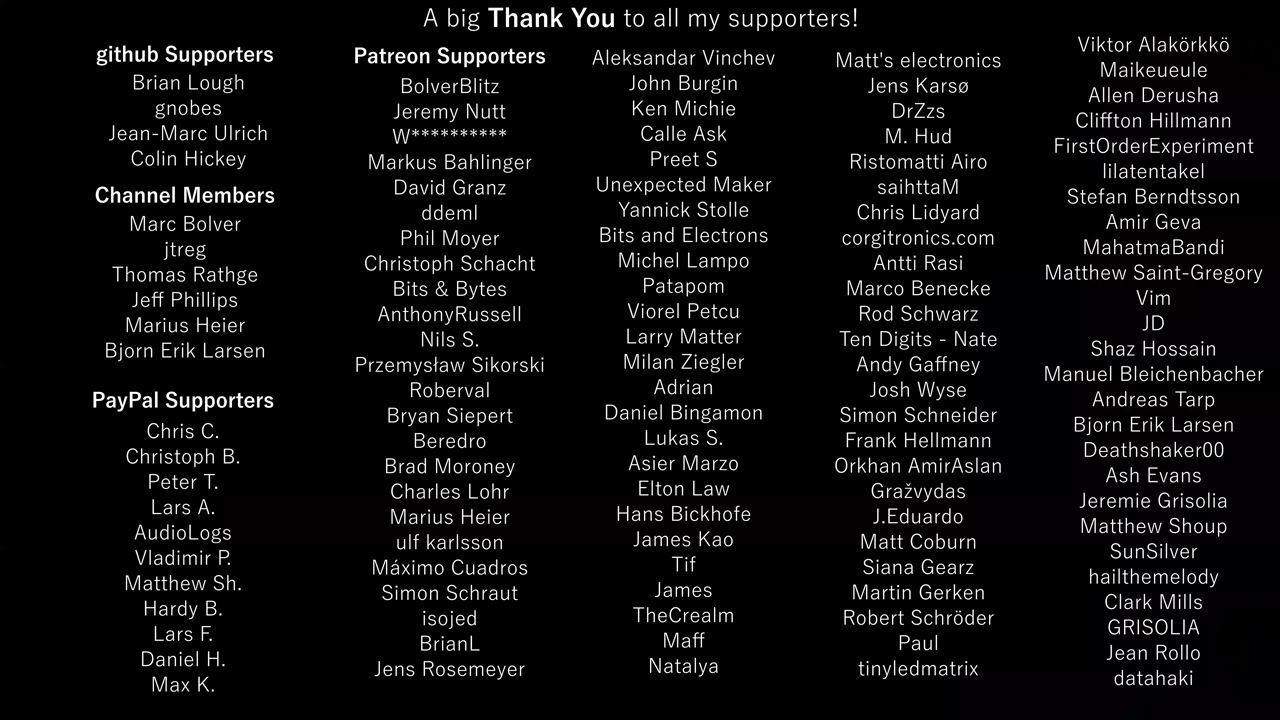 A big Thank You to all my supporters!
github Supporters
Brian Lough
gnobes
Jean-Marc Ulrich
Colin Hickey
Channel Members
Marc Bolver
jtreg
Thomas Rathge
Jeff Phillips
Marius Heier
Bjorn Erik Larsen
PayPal Supporters
Chris C.
Christoph B.
Peter T.
Lars A.
AudioLogs
Vladimir P.
Matthew Sh.
Hardy B.
Lars F.
Daniel H.
Max K.
Patreon Supporters
BolverBlitz
Jeremy Nutt
W**********
Markus Bahlinger
David Granz
ddeml
Phil Moyer
Christoph Schacht
Bits & Bytes
AnthonyRussell
Nils S.
Przemysław Sikorski
Roberval
Bryan Siepert
Beredro
Brad Moroney
Charles Lohr
Marius Heier
ulf karlsson
Máximo Cuadros
Simon Schraut
isojed
BrianL
Jens Rosemeyer
Aleksandar Vinchev
John Burgin
Ken Michie
Calle Ask
Preet S
Unexpected Maker
Yannick Stolle
Bits and Electrons
Michel Lampo
Patapom
Viorel Petcu
Larry Matter
Milan Ziegler
Adrian
Daniel Bingamon
Lukas S.
Asier Marzo
Elton Law
Hans Bickhofe
James Kao
Tif
James
TheCrealm
Maff
Natalya
Matt's electronics
Jens Karsø
DrZzs
M. Hud
Ristomatti Airo
saihttaM
Chris Lidyard
corgitronics.com
Antti Rasi
Marco Benecke
Rod Schwarz
Ten Digits - Nate
Andy Gaffney
Josh Wyse
Simon Schneider
Frank Hellmann
Orkhan AmirAslan
Gražvydas
J.Eduardo
Matt Coburn
Siana Gearz
Martin Gerken
Robert Schröder
Paul
tinyledmatrix
Viktor Alakörkkö
Maikeueule
Allen Derusha
Cliffton Hillmann
FirstOrderExperiment
lilatentakel
Stefan Berndtsson
Amir Geva
MahatmaBandi
Matthew Saint-Gregory
Vim
JD
Shaz Hossain
Manuel Bleichenbacher
Andreas Tarp
Bjorn Erik Larsen
Deathshaker00
Ash Evans
Jeremie Grisolia
Matthew Shoup
SunSilver
hailthemelody
Clark Mills
GRISOLIA
Jean Rollo
datahaki